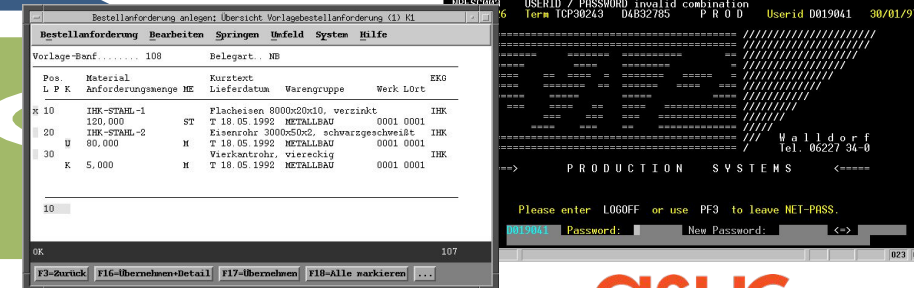 Bestellanforderung anlegen: Übersicht Vorlagebestellanforderung (1) K1
Bestellanforderung Bearbeiten Springen Umfeld System Hilfe
Vorlage-Banf........ 108 Belegart.. NB
Pos. Material Kurztext EKG
L P K Anforderungsmenge ME Lieferdatum Warengruppe Werk LOrt
x 10 IHK-STAHL-1 Flacheisen 8000x20x10, verzinkt IHK
120,000 ST T 18.05.1992 METALLBAU 0001 0001
20 IHK-STAHL-2 Eisenrohr 3000x50x2, schwarzgeschweißt IHK
U 80,000 M T 18.05.1992 METALLBAU 0001 0001
30 Vierkantrohr, viereckig IHK
K 5,000 M T 18.05.1992 METALLBAU 0001 0001
10
OK 107
F3=Zurück F16=Übernehmen+Detail F17=Übernehmen F18=Alle markieren ...
USERID / PASSWORD invalid combination
Term TCP30243 D4B32785 P R O D Userid D019041 30/01/9
W a l l d o r f
Tel. 06227 34-0
=> P R O D U C T I O N S Y S T E M S <=====
Please enter LOGOFF or use PF3 to leave NET-PASS.
D019041 Password: New Password: <=>
023